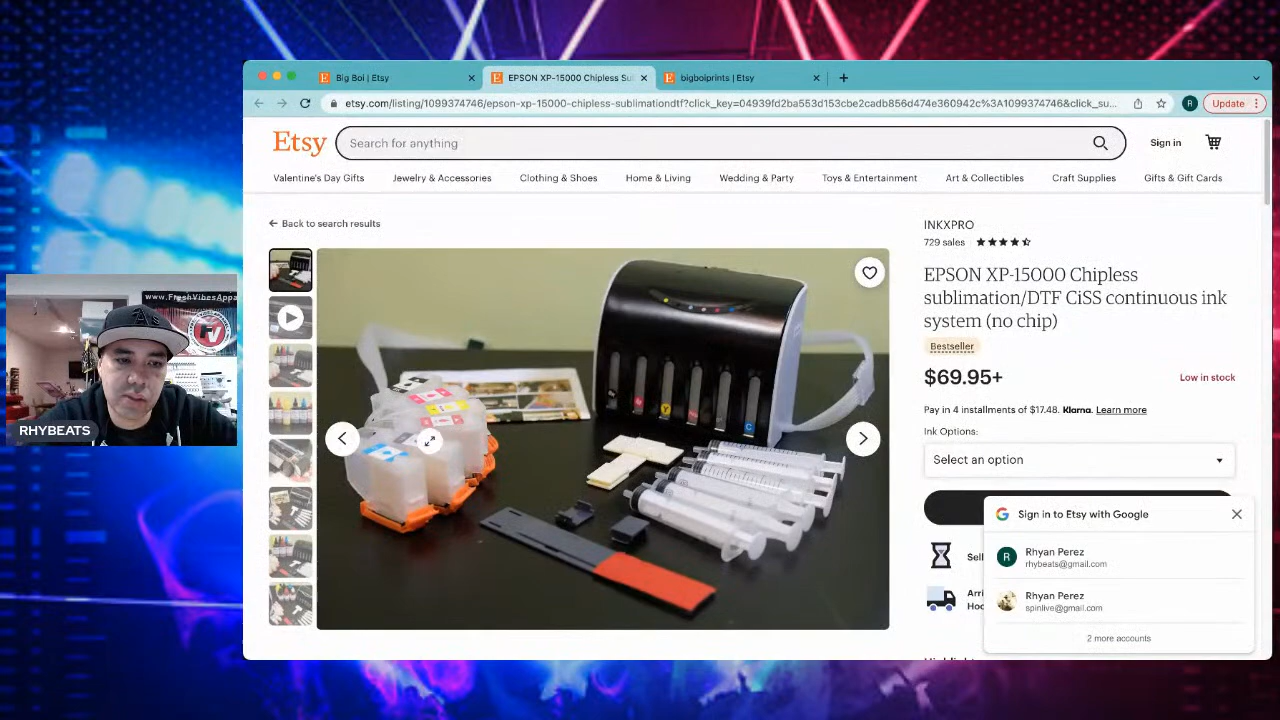 Big Boi | Etsy
EPSON XP-15000 Chipless Su
bigboiprints | Etsy
etsy.com/listing/1099374746/epson-xp-15000-chipless-sublimationdtf?click_key=04939fd2ba553d153cbe2cadb856d474e360942c%3A1099374746&click_su...
R
Update
Etsy
Search for anything
Sign in
Valentine's Day Gifts
Jewelry & Accessories
Clothing & Shoes
Home & Living
Wedding & Party
Toys & Entertainment
Art & Collectibles
Craft Supplies
Gifts & Gift Cards
Back to search results
INKXPRO
729 sales
EPSON XP-15000 Chipless
sublimation/DTF CiSS continuous ink
system (no chip)
Bestseller
$69.95+
Low in stock
Pay in 4 installments of $17.48. Klarna. Learn more
Ink Options:
Select an option
Sign in to Etsy with Google
R
Rhyan Perez
rhybeats@gmail.com
Rhyan Perez
spinlive@gmail.com
2 more accounts
Sell
Arri
Hoc
www.FreshVibesAppa
FV
A's
RHYBEATS
Y
C